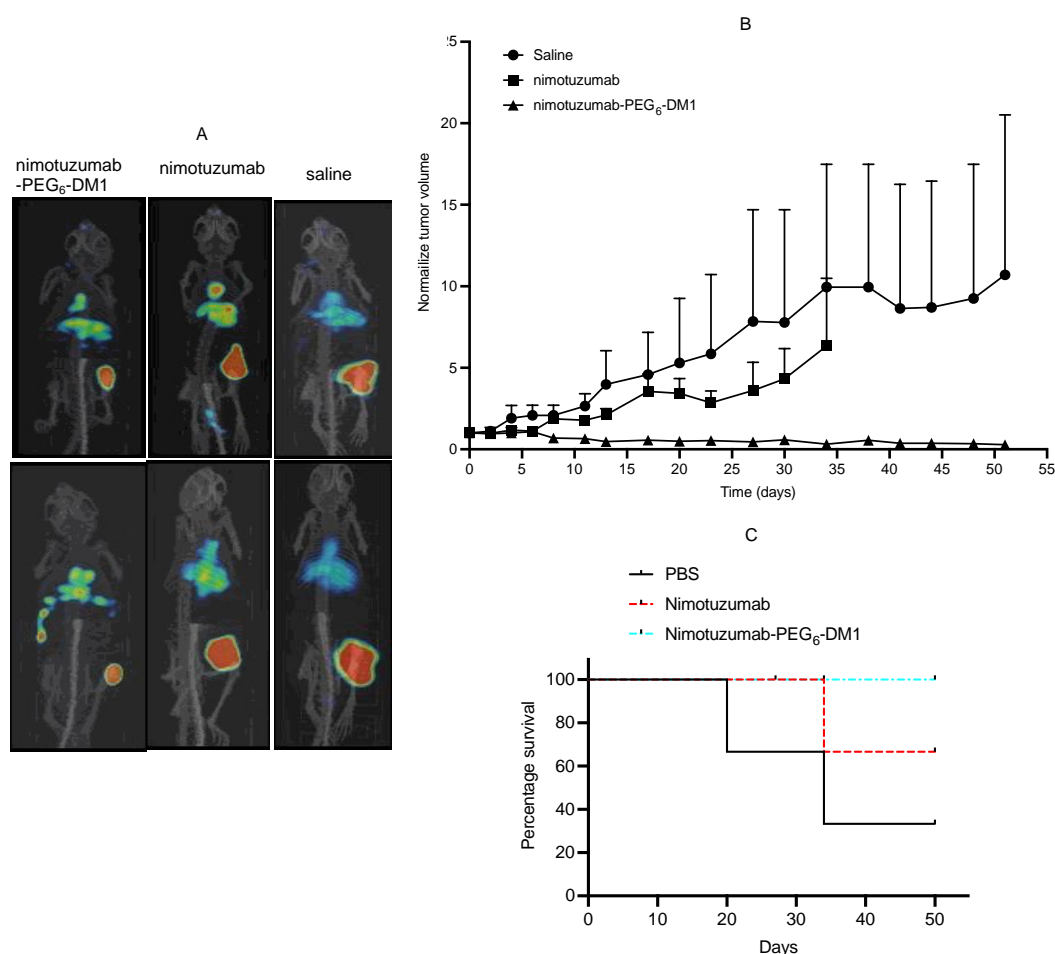 A
nimotuzumab
-PEG6-DM1
nimotuzumab
saline
B
Saline
nimotuzumab
nimotuzumab-PEG6-DM1
Normailize tumor volume
25
20
15
10
5
0
0 5 10 15 20 25 30 35 40 45 50 55
Time (days)
C
PBS
Nimotuzumab
Nimotuzumab-PEG6-DM1
Percentage survival
100
80
60
40
20
0
0 10 20 30 40 50
Days